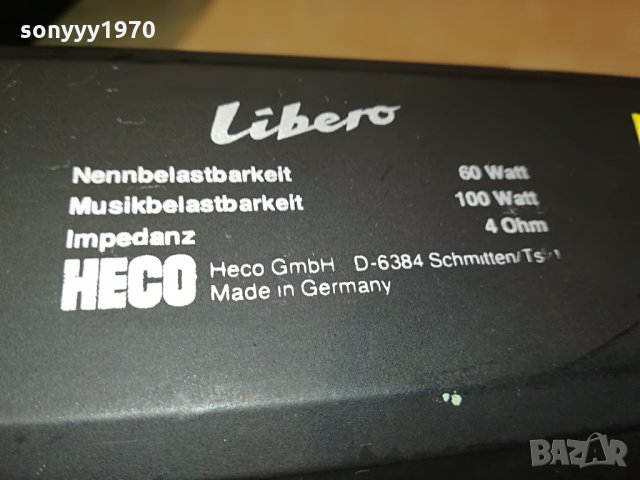 sonyyy1970
Libero
Nennbelastbarkeit 60 Watt
Musikbelastbarkeit 100 Watt
Impedanz 4 Ohm
HECO Heco GmbH D-6384 Schmitten/
Made in Germany
BAZAR